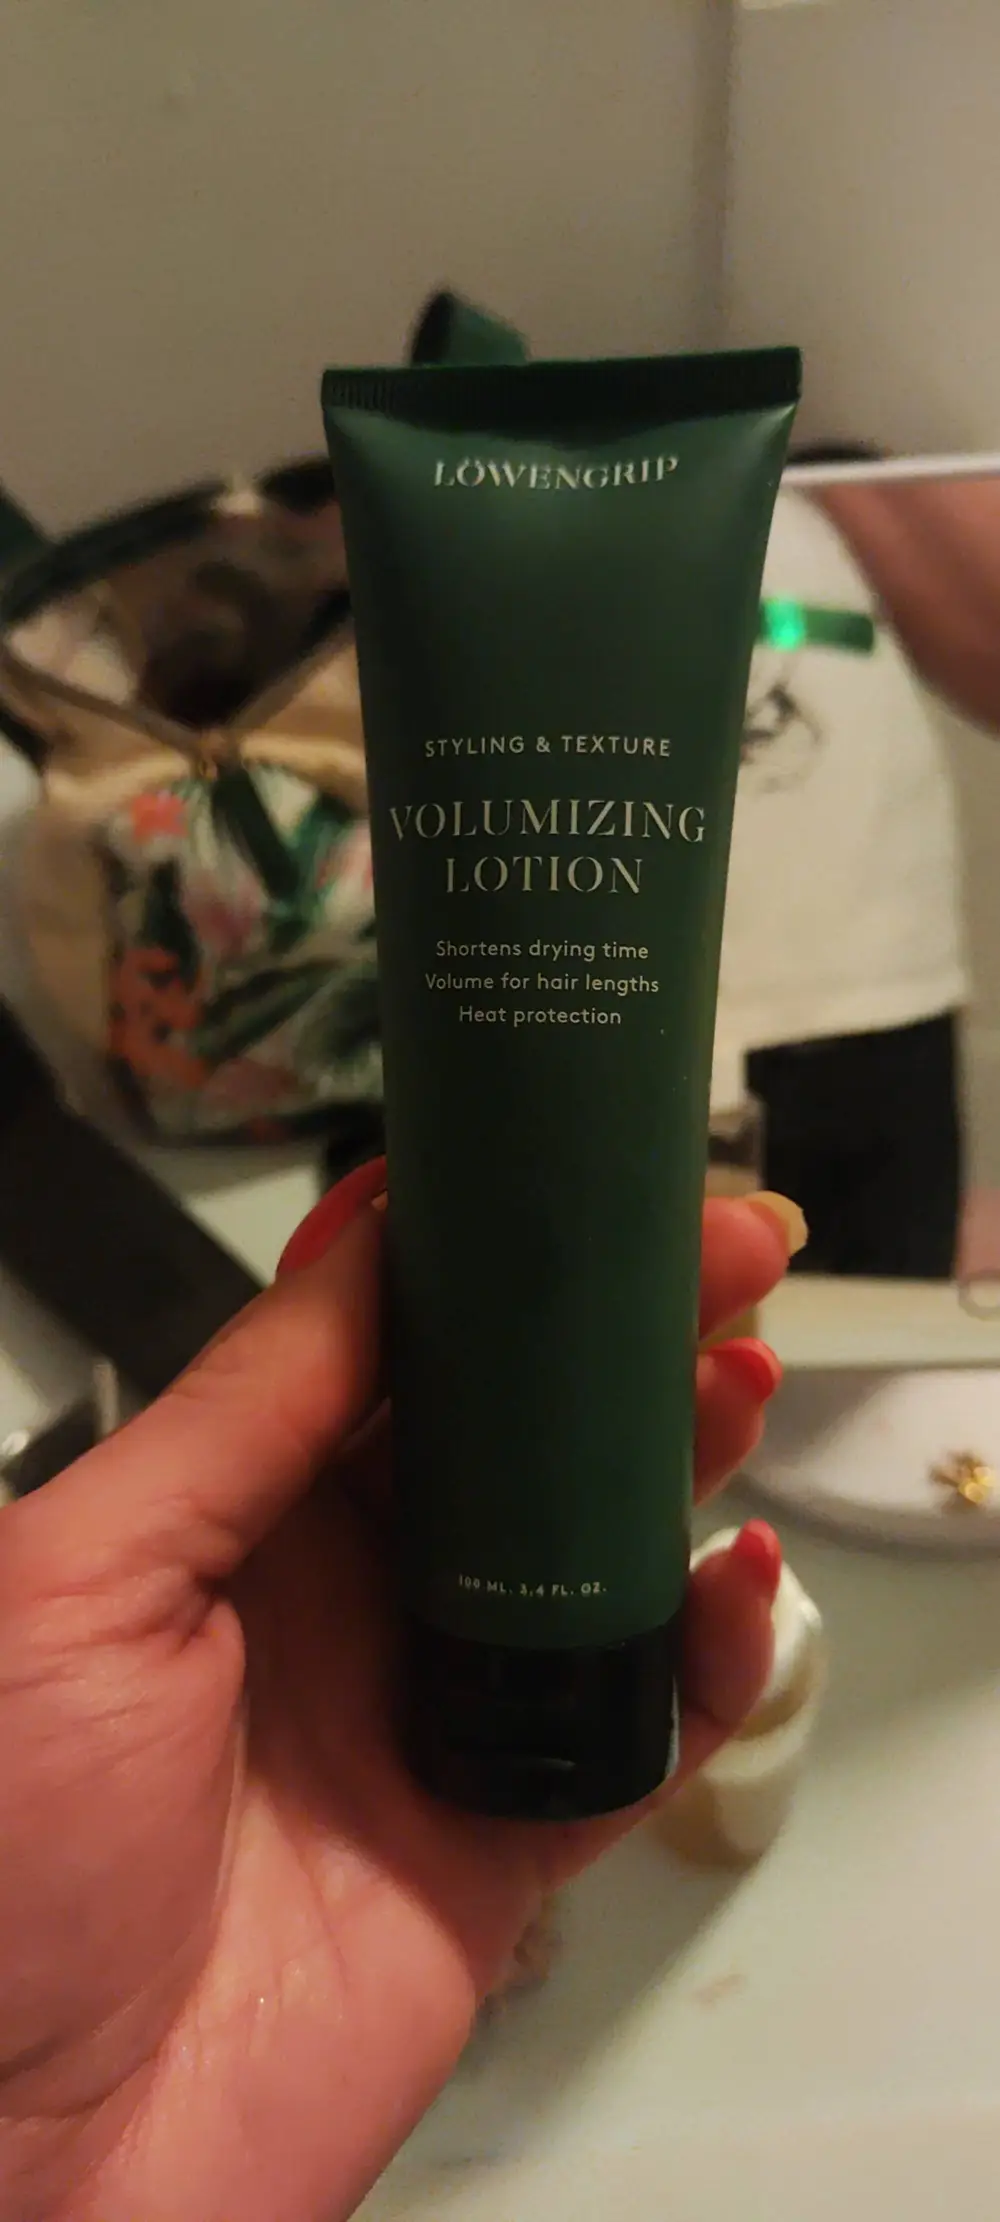 LÖWENGRIP
STYLING & TEXTURE
VOLUMIZING
LOTION
Shortens drying time
Volume for hair lengths
Heat protection
100 ML. 3,4 FL. OZ.